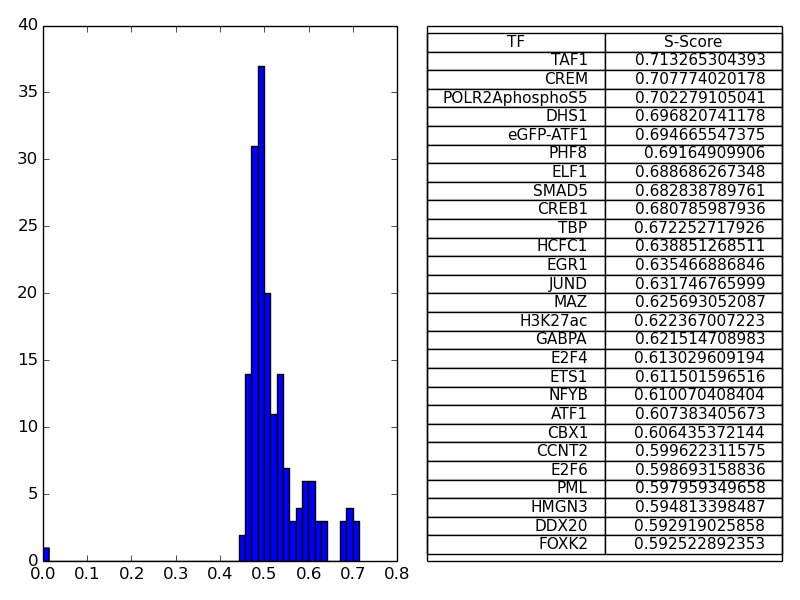 40
35
30
25
20
15
10
5
0
0.0 0.1 0.2 0.3 0.4 0.5 0.6 0.7 0.8
TF S-Score
TAF1 0.713265304393
CREM 0.707774020178
POLR2AphosphoS5 0.702279105041
DHS1 0.696820741178
eGFP-ATF1 0.694665547375
PHF8 0.69164909906
ELF1 0.688686267348
SMAD5 0.682838789761
CREB1 0.680785987936
TBP 0.672252717926
HCFC1 0.638851268511
EGR1 0.635466886846
JUND 0.631746765999
MAZ 0.625693052087
H3K27ac 0.622367007223
GABPA 0.621514708983
E2F4 0.613029609194
ETS1 0.611501596516
NFYB 0.610070408404
ATF1 0.607383405673
CBX1 0.606435372144
CCNT2 0.599622311575
E2F6 0.598693158836
PML 0.597959349658
HMGN3 0.594813398487
DDX20 0.592919025858
FOXK2 0.592522892353